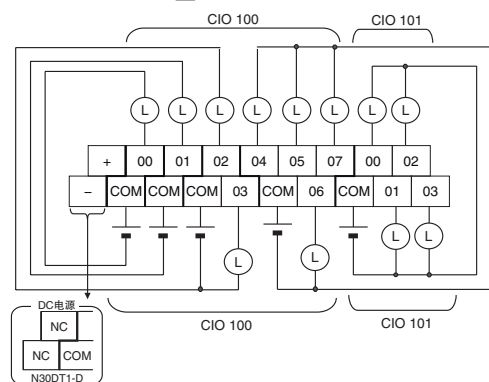 CIO 100 CIO 101
L L L L L L L L
+ 00 01 02 04 05 07 00 02
− COM COM COM 03 COM 06 COM 01 03
L L L L
DC电源
NC
NC COM
N30DT1-D
CIO 100 CIO 101